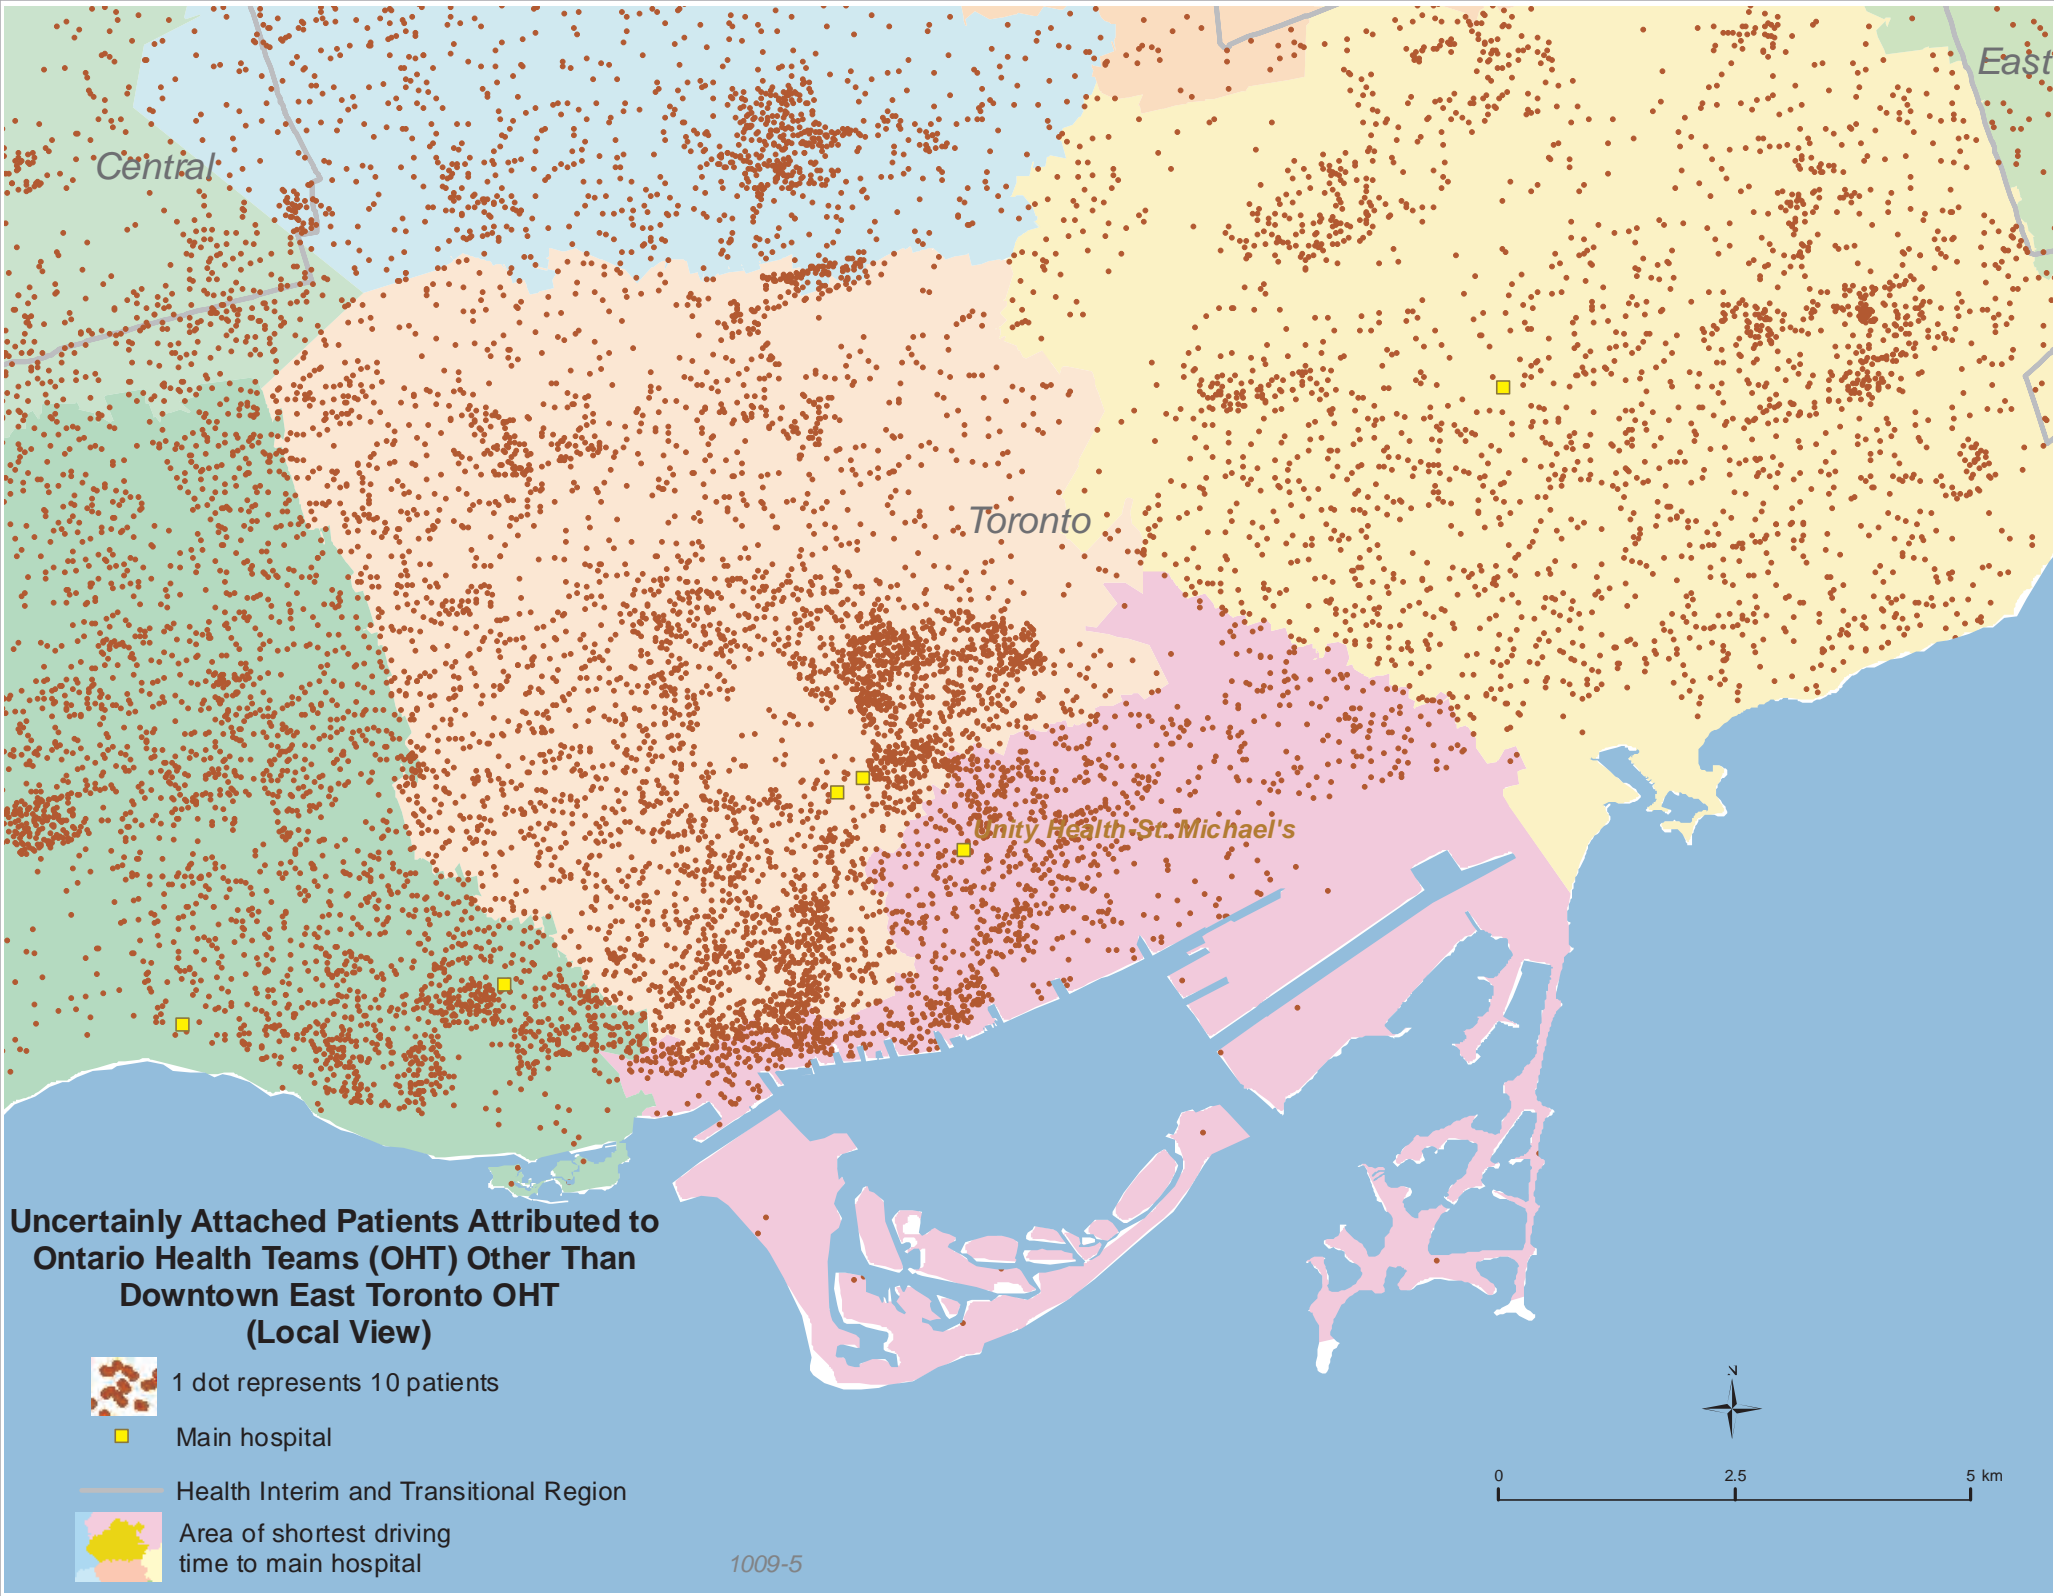 East
Central
Toronto
Unity Health-St. Michael's
Uncertainly Attached Patients Attributed to
Ontario Health Teams (OHT) Other Than
Downtown East Toronto OHT
(Local View)
1 dot represents 10 patients
Main hospital
Health Interim and Transitional Region
Area of shortest driving
time to main hospital
1009-5
N
0 2.5 5 km